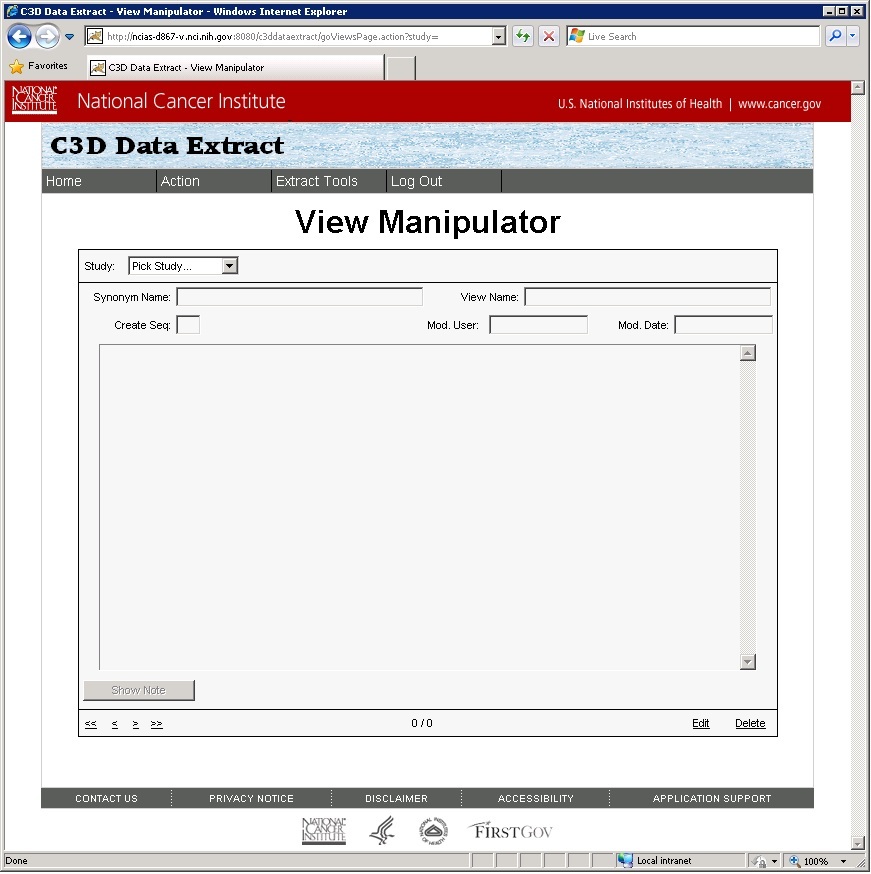 C3D Data Extract - View Manipulator - Windows Internet Explorer
http://ncias-d867-v.nci.nih.gov:8080/c3ddataextract/goViewsPage.action?study=
Live Search
Favorites
C3D Data Extract - View Manipulator
NATIONAL CANCER INSTITUTE
National Cancer Institute
U.S. National Institutes of Health | www.cancer.gov
C3D Data Extract
Home Action Extract Tools Log Out
View Manipulator
Study: Pick Study...
Synonym Name: View Name:
Create Seq: Mod. User: Mod. Date:
Show Note
<< < > >> 0 / 0 Edit Delete
CONTACT US PRIVACY NOTICE DISCLAIMER ACCESSIBILITY APPLICATION SUPPORT
NATIONAL CANCER INSTITUTE
FIRSTGOV
Done Local intranet 100%